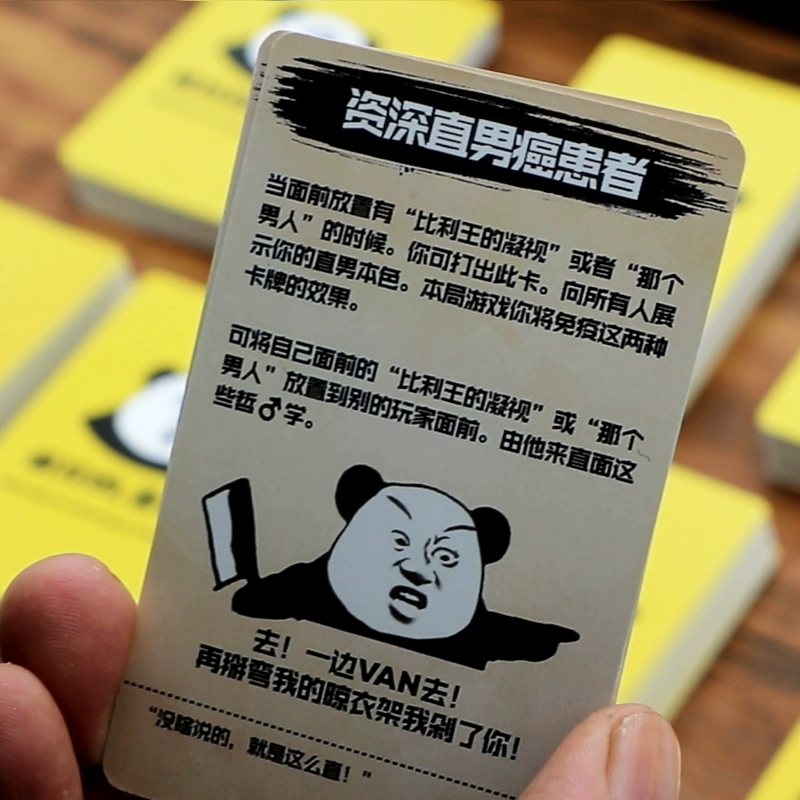 资深直男癌患者
当面前放置有“比利王的凝视”或者“那个
男人”的时候。你可打出此卡。向所有人展
示你的直男本色。本局游戏你将免疫这两种
卡牌的效果。
可将自己面前的“比利王的凝视”或“那个
男人”放置到别的玩家面前。由他来直面这
些哲♂学。
去！一边VAN去！
再掰弯我的晾衣架我剁了你！
“没啥说的，就是这么直！”